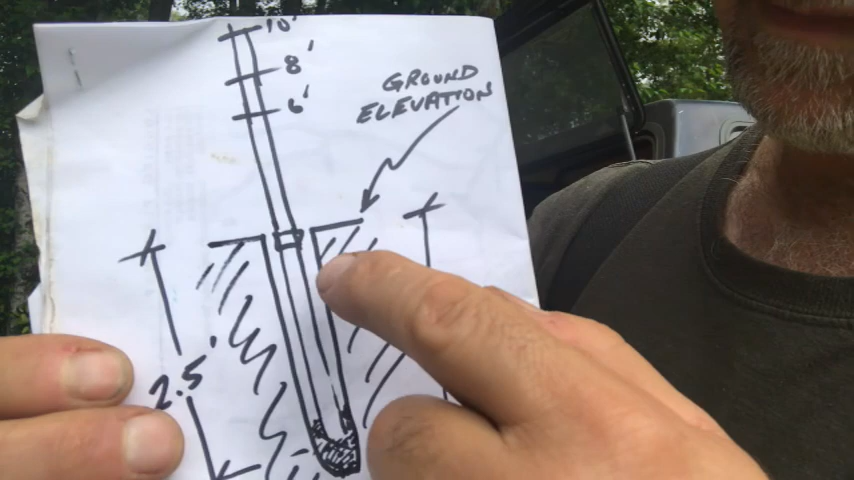 10'
8'
6'
GROUND
ELEVATION
2.5'